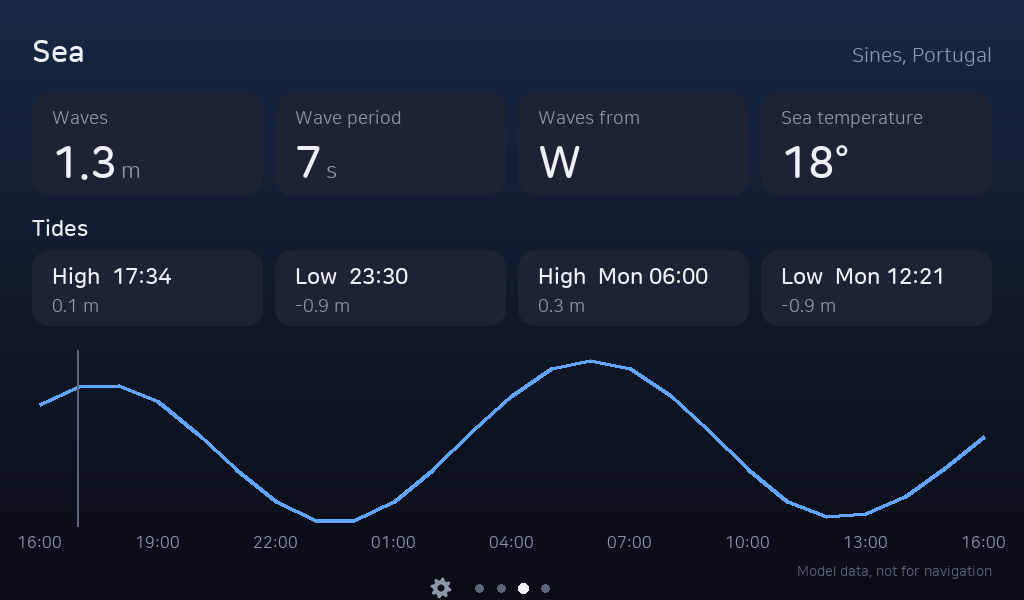 Sea
Sines, Portugal
Waves
1.3 m
Wave period
7 s
Waves from
W
Sea temperature
18°
Tides
High 17:34
0.1 m
Low 23:30
-0.9 m
High Mon 06:00
0.3 m
Low Mon 12:21
-0.9 m
16:00 19:00 22:00 01:00 04:00 07:00 10:00 13:00 16:00
Model data, not for navigation